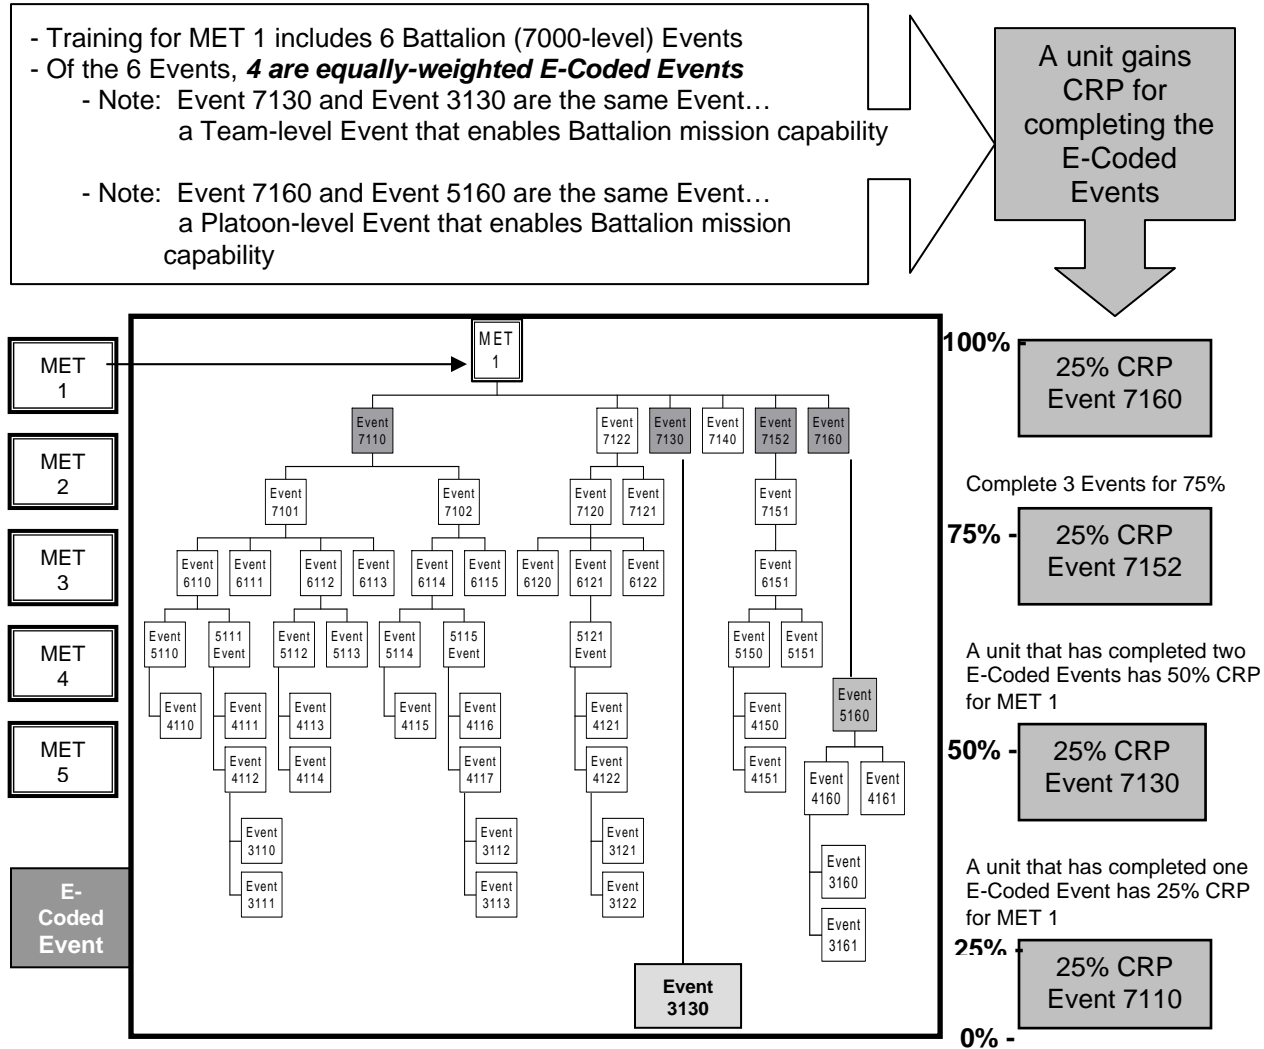 - Training for MET 1 includes 6 Battalion (7000-level) Events
- Of the 6 Events, 4 are equally-weighted E-Coded Events
- Note: Event 7130 and Event 3130 are the same Event…
a Team-level Event that enables Battalion mission capability
- Note: Event 7160 and Event 5160 are the same Event…
a Platoon-level Event that enables Battalion mission
capability
A unit gains
CRP for
completing the
E-Coded
Events
MET
1
MET
2
MET
3
MET
4
MET
5
E-
Coded
Event
MET
1
Event
7110
Event
7122
Event
7130
Event
7140
Event
7152
Event
7160
Event
7101
Event
7102
Event
7120
Event
7121
Event
7151
Event
6110
Event
6111
Event
6112
Event
6113
Event
6114
Event
6115
Event
6120
Event
6121
Event
6122
Event
6151
Event
5110
5111
Event
Event
5112
Event
5113
Event
5114
5115
Event
5121
Event
Event
5150
Event
5151
Event
5160
Event
4110
Event
4111
Event
4113
Event
4115
Event
4116
Event
4121
Event
4150
Event
4112
Event
4114
Event
4117
Event
4122
Event
4151
Event
4160
Event
4161
Event
3110
Event
3112
Event
3121
Event
3160
Event
3111
Event
3113
Event
3122
Event
3161
Event
3130
100% -
25% CRP
Event 7160
Complete 3 Events for 75%
75% -
25% CRP
Event 7152
A unit that has completed two
E-Coded Events has 50% CRP
for MET 1
50% -
25% CRP
Event 7130
A unit that has completed one
E-Coded Event has 25% CRP
for MET 1
25% -
25% CRP
Event 7110
0% -